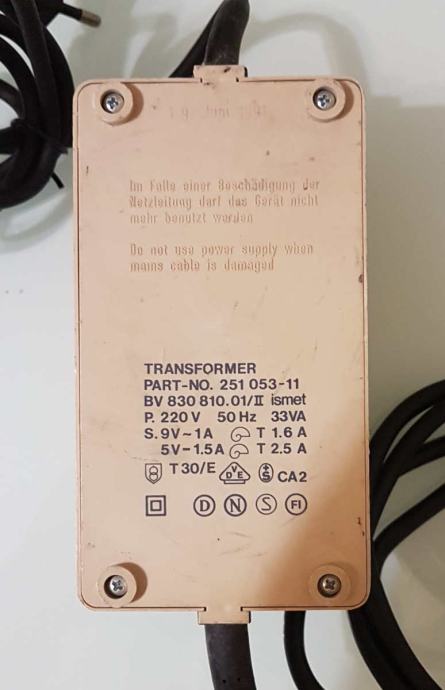 Im Falle einer Beschädigung der
Netzleitung darf das Gerät nicht
mehr benutzt werden
Do not use power supply when
mains cable is damaged
TRANSFORMER
PART-NO. 251 053-11
BV 830 810.01/II ismet
P. 220 V 50 Hz 33VA
S. 9V~1A T 1.6 A
5V-1.5A T 2.5 A
T30/E VDE S CA2
D N S FI